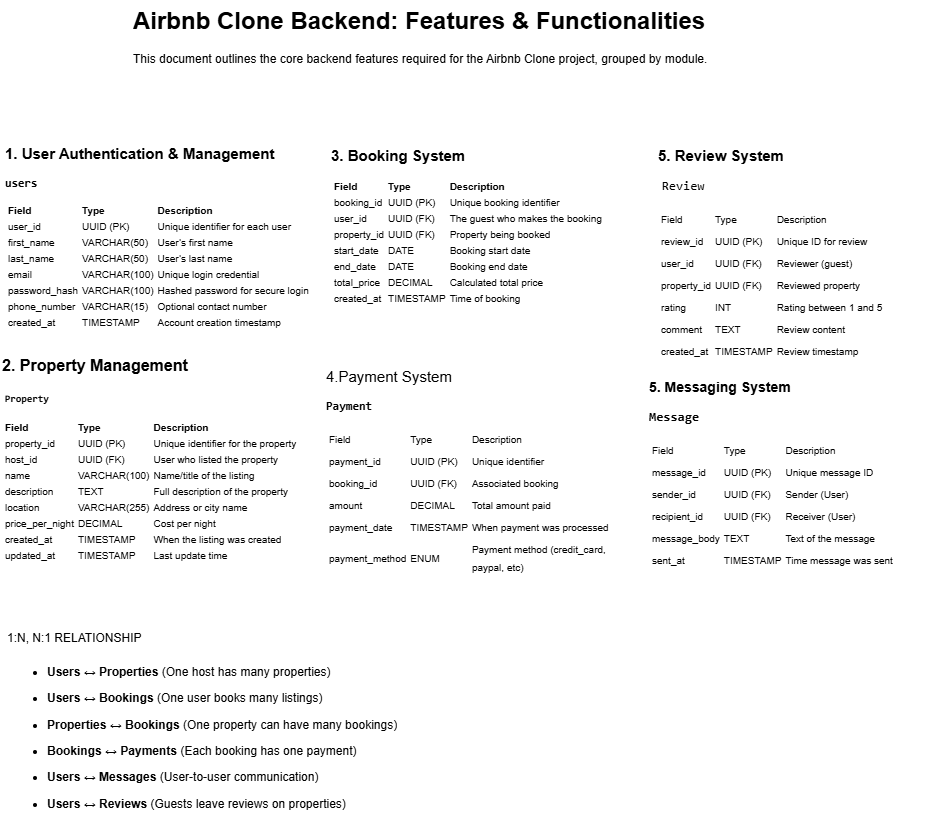 Airbnb Clone Backend: Features & Functionalities
This document outlines the core backend features required for the Airbnb Clone project, grouped by module.
1. User Authentication & Management
users
Field Type Description
user_id UUID (PK) Unique identifier for each user
first_name VARCHAR(50) User's first name
last_name VARCHAR(50) User's last name
email VARCHAR(100) Unique login credential
password_hash VARCHAR(100) Hashed password for secure login
phone_number VARCHAR(15) Optional contact number
created_at TIMESTAMP Account creation timestamp
2. Property Management
Property
Field Type Description
property_id UUID (PK) Unique identifier for the property
host_id UUID (FK) User who listed the property
name VARCHAR(100) Name/title of the listing
description TEXT Full description of the property
location VARCHAR(255) Address or city name
price_per_night DECIMAL Cost per night
created_at TIMESTAMP When the listing was created
updated_at TIMESTAMP Last update time
3. Booking System
Field Type Description
booking_id UUID (PK) Unique booking identifier
user_id UUID (FK) The guest who makes the booking
property_id UUID (FK) Property being booked
start_date DATE Booking start date
end_date DATE Booking end date
total_price DECIMAL Calculated total price
created_at TIMESTAMP Time of booking
4.Payment System
Payment
Field Type Description
payment_id UUID (PK) Unique identifier
booking_id UUID (FK) Associated booking
amount DECIMAL Total amount paid
payment_date TIMESTAMP When payment was processed
payment_method ENUM Payment method (credit_card,
paypal, etc)
5. Review System
Review
Field Type Description
review_id UUID (PK) Unique ID for review
user_id UUID (FK) Reviewer (guest)
property_id UUID (FK) Reviewed property
rating INT Rating between 1 and 5
comment TEXT Review content
created_at TIMESTAMP Review timestamp
5. Messaging System
Message
Field Type Description
message_id UUID (PK) Unique message ID
sender_id UUID (FK) Sender (User)
recipient_id UUID (FK) Receiver (User)
message_body TEXT Text of the message
sent_at TIMESTAMP Time message was sent
1:N, N:1 RELATIONSHIP
• Users ↔ Properties (One host has many properties)
• Users ↔ Bookings (One user books many listings)
• Properties ↔ Bookings (One property can have many bookings)
• Bookings ↔ Payments (Each booking has one payment)
• Users ↔ Messages (User-to-user communication)
• Users ↔ Reviews (Guests leave reviews on properties)